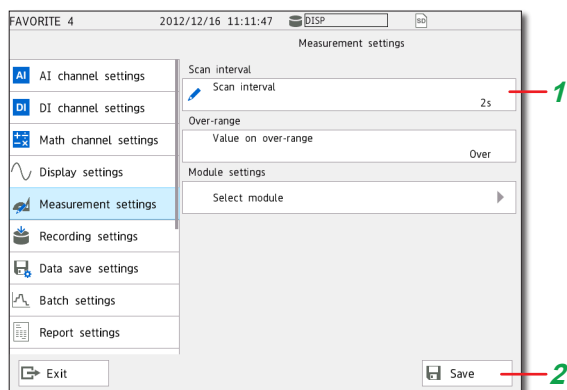 FAVORITE 4 2012/12/16 11:11:47 DISP SD
Measurement settings
AI AI channel settings
DI DI channel settings
Math channel settings
Display settings
Measurement settings
Recording settings
Data save settings
Batch settings
Report settings
Scan interval
Scan interval
2s
Over-range
Value on over-range
Over
Module settings
Select module
Exit
Save
1
2